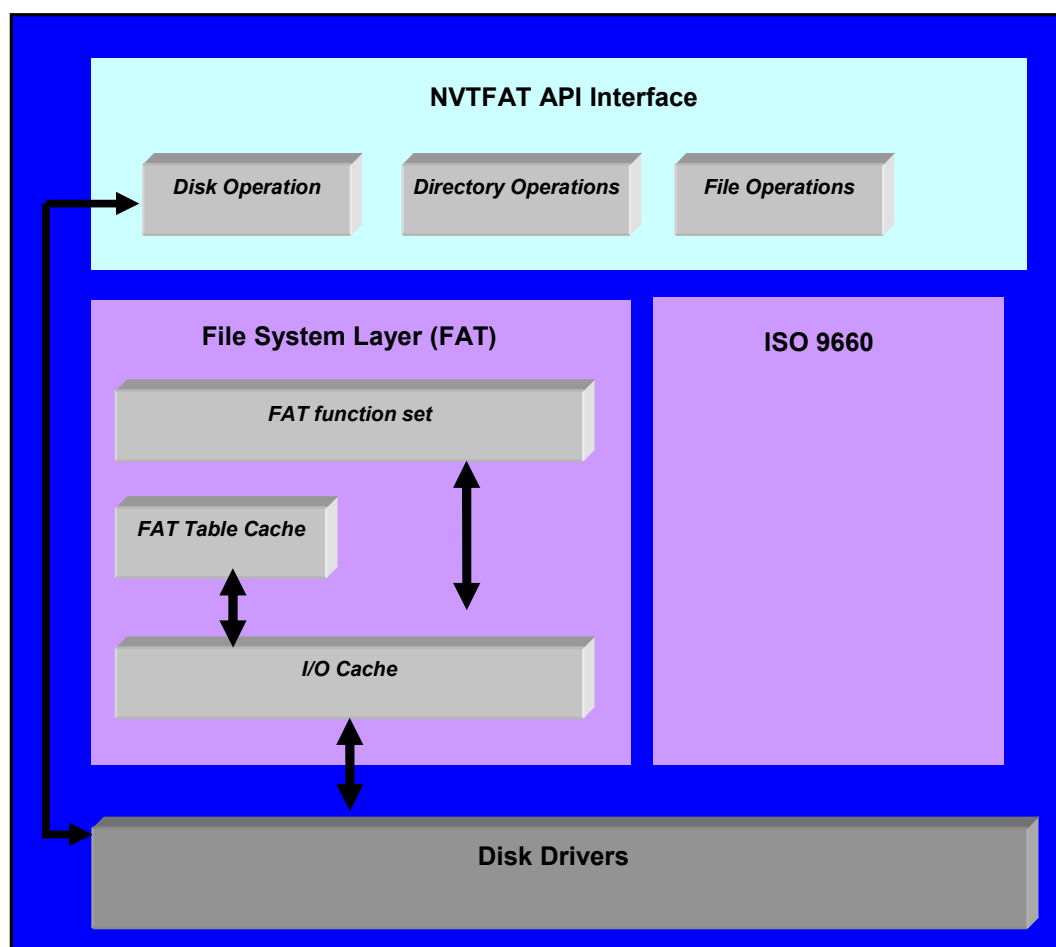 NVTFAT API Interface
Disk Operation
Directory Operations
File Operations
File System Layer (FAT)
ISO 9660
FAT function set
FAT Table Cache
I/O Cache
Disk Drivers